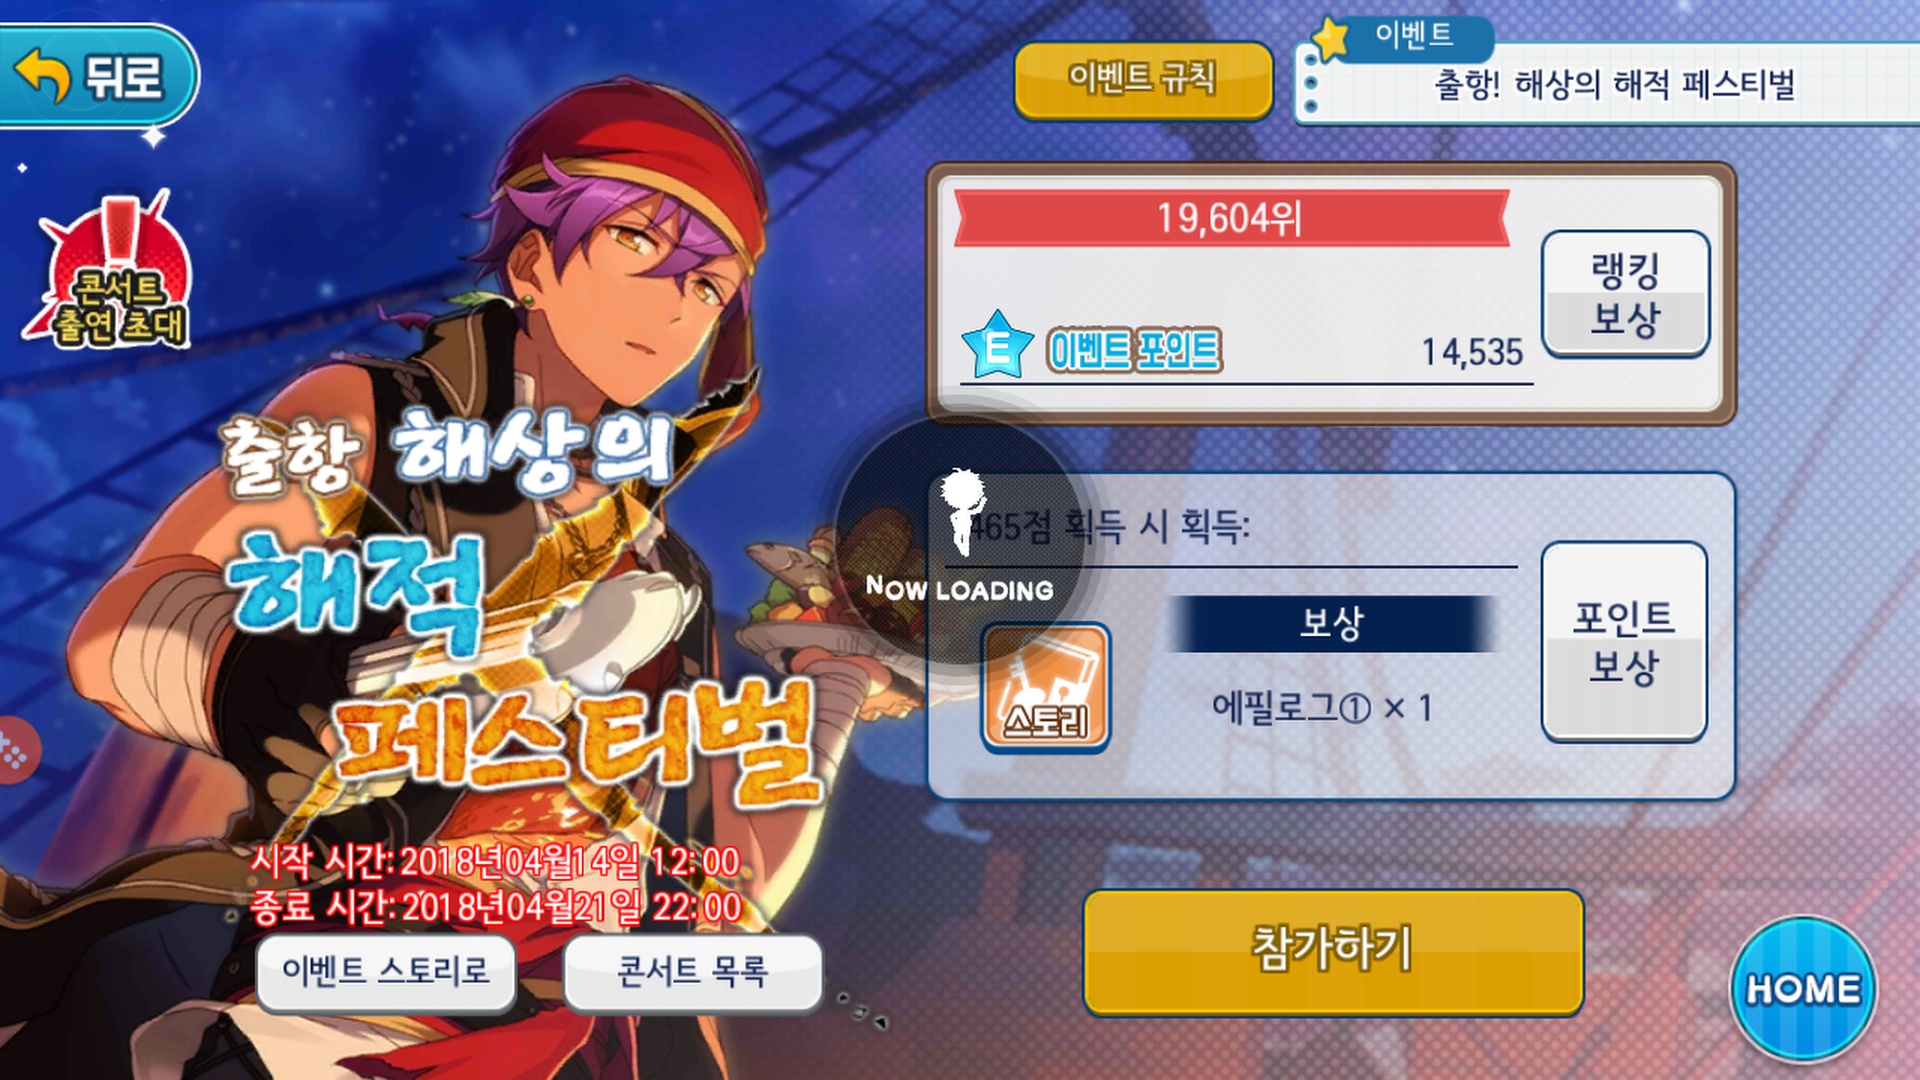 뒤로
이벤트 규칙
이벤트
출항! 해상의 해적 페스티벌
콘서트
출연 초대
19,604위
랭킹
보상
E 이벤트 포인트 14,535
출항 해상의
해적
페스티벌
465점 획득 시 획득:
NOW LOADING
보상
스토리
에필로그① × 1
포인트
보상
시작 시간:2018년04월14일 12:00
종료 시간:2018년04월21일 22:00
이벤트 스토리로
콘서트 목록
참가하기
HOME